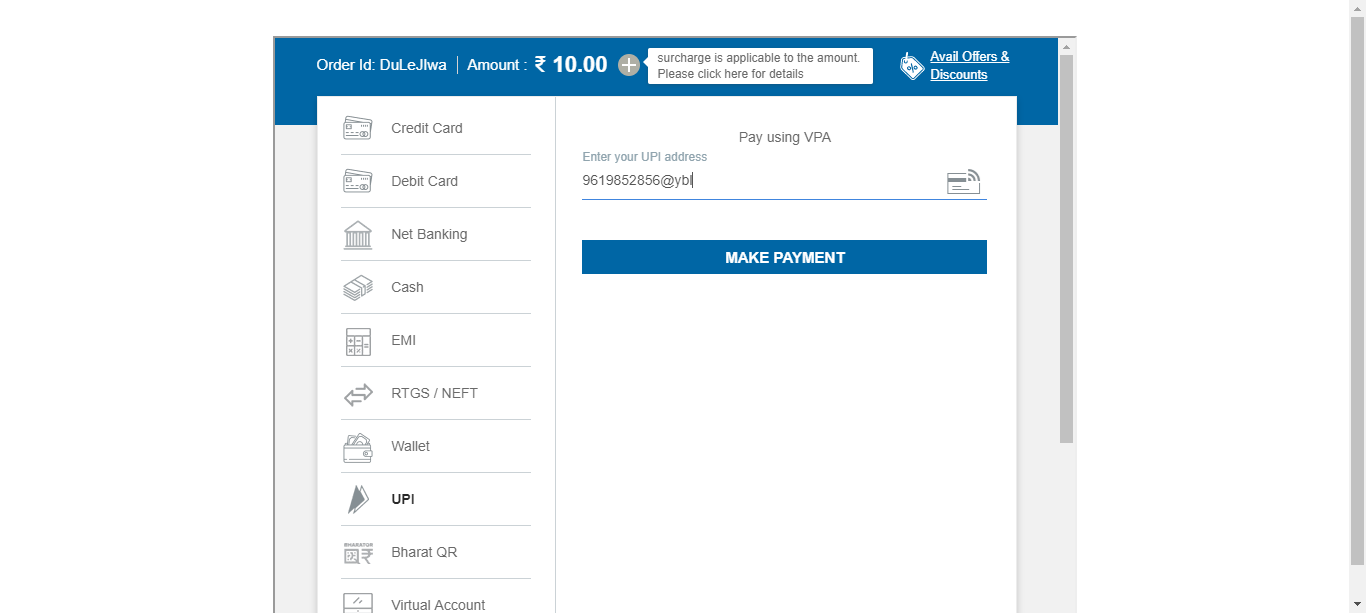 Order Id: DuLeJIwa | Amount : ₹ 10.00
surcharge is applicable to the amount.
Please click here for details
Avail Offers &
Discounts
Credit Card
Debit Card
Net Banking
Cash
EMI
RTGS / NEFT
Wallet
UPI
BHARATQR
Bharat QR
Virtual Account
Pay using VPA
Enter your UPI address
9619852856@ybl
MAKE PAYMENT